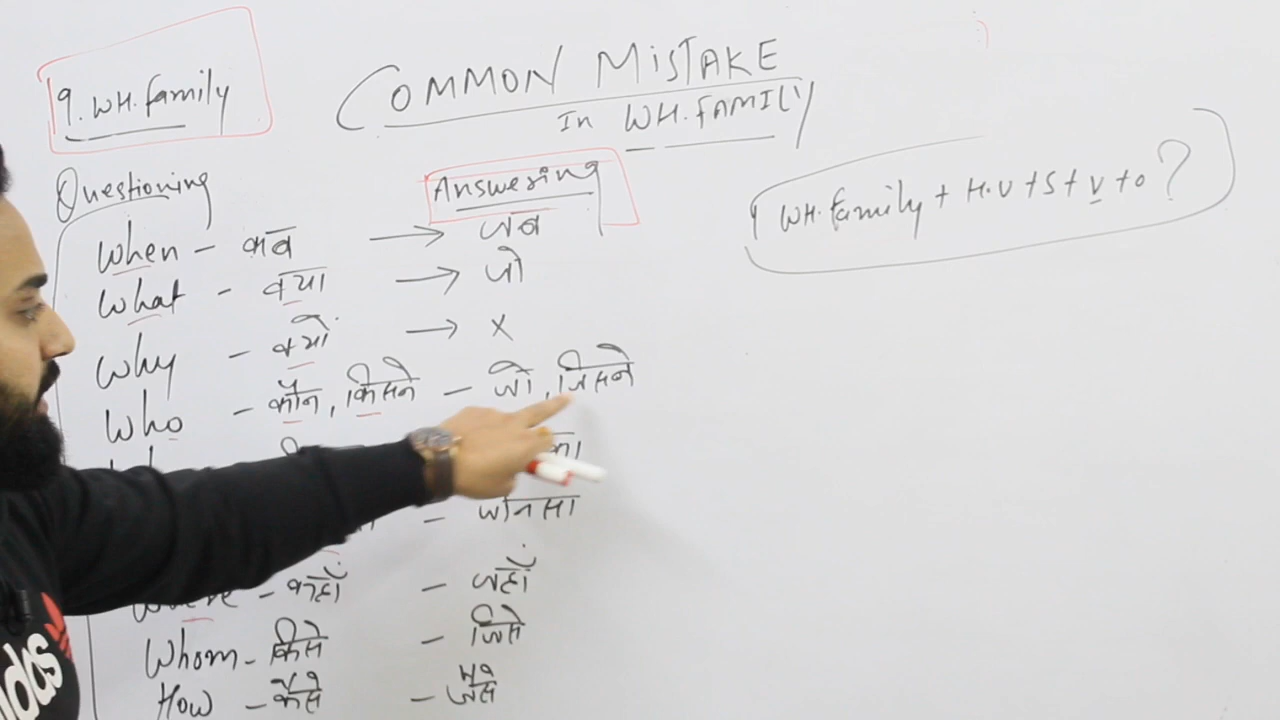 9. WH.family
COMMON MiSTAKE
In WH.FAMILY
Questioning
Answering
When - कब → जब
What - क्या → जो
Why - क्यों → X
Who - कौन, किसने - जो, जिसने
- जौनसा
Where - कहाँ - जहाँ
Whom - किसे - जिसे
How - कैसे - जैसे
WH.family + H.V + S + V + O ?